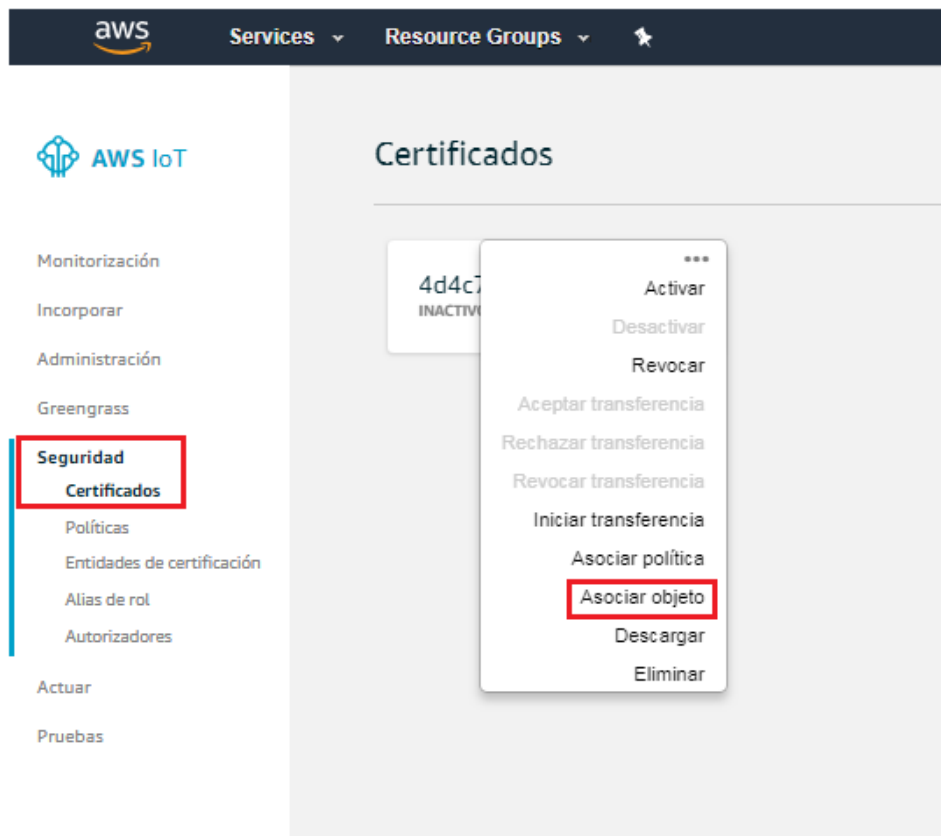 aws Services Resource Groups
AWS IoT
Certificados
Monitorización
Incorporar
Administración
Greengrass
Seguridad
Certificados
Políticas
Entidades de certificación
Alias de rol
Autorizadores
Actuar
Pruebas
4d4c7
INACTIVO
Activar
Desactivar
Revocar
Aceptar transferencia
Rechazar transferencia
Revocar transferencia
Iniciar transferencia
Asociar política
Asociar objeto
Descargar
Eliminar